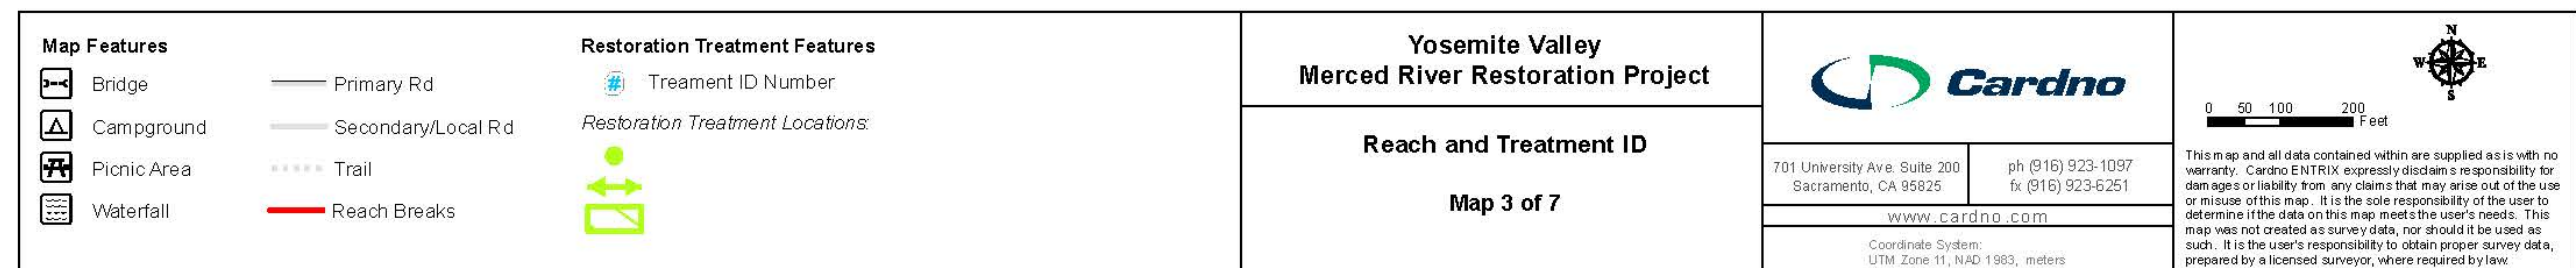 Map Features
Bridge
Campground
Picnic Area
Waterfall
Primary Rd
Secondary/Local Rd
Trail
Reach Breaks
Restoration Treatment Features
# Treament ID Number
Restoration Treatment Locations:
Yosemite Valley
Merced River Restoration Project
Reach and Treatment ID
Map 3 of 7
Cardno
701 University Ave. Suite 200
Sacramento, CA 95825
ph (916) 923-1097
fx (916) 923-6251
www.cardno.com
Coordinate System:
UTM Zone 11, NAD 1983, meters
N
W E
S
0 50 100 200
Feet
This map and all data contained within are supplied as is with no
warranty. Cardno ENTRIX expressly disclaims responsibility for
damages or liability from any claims that may arise out of the use
or misuse of this map. It is the sole responsibility of the user to
determine if the data on this map meets the user's needs. This
map was not created as survey data, nor should it be used as
such. It is the user's responsibility to obtain proper survey data,
prepared by a licensed surveyor, where required by law.